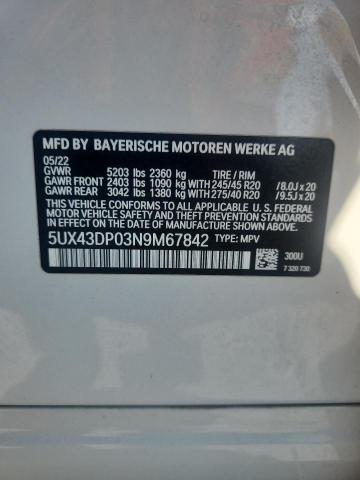 MFD BY BAYERISCHE MOTOREN WERKE AG
05/22
GVWR 5203 lbs 2360 kg TIRE / RIM
GAWR FRONT 2403 lbs 1090 kg WITH 245/45 R20 /8.0J x 20
GAWR REAR 3042 lbs 1380 kg WITH 275/40 R20 /9.5J x 20
THIS VEHICLE CONFORMS TO ALL APPLICABLE U.S. FEDERAL
MOTOR VEHICLE SAFETY, BUMPER, AND THEFT PREVENTION
STANDARDS IN EFFECT ON THE DATE OF MANUFACTURE SHOWN ABOVE.
5UX43DP03N9M67842 TYPE: MPV
300U
7 320 730